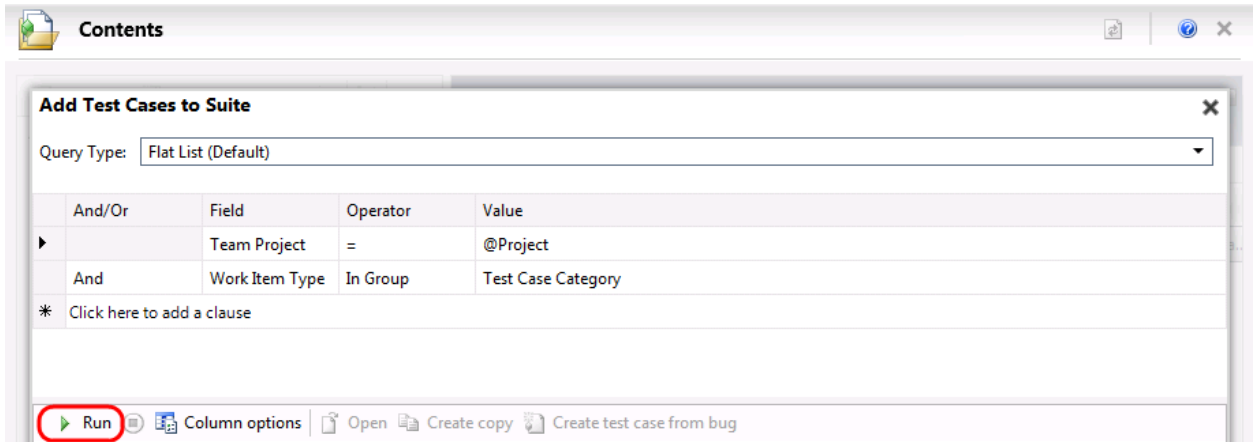 Contents
Add Test Cases to Suite
Query Type: Flat List (Default)
And/Or Field Operator Value
Team Project = @Project
And Work Item Type In Group Test Case Category
* Click here to add a clause
Run Column options Open Create copy Create test case from bug